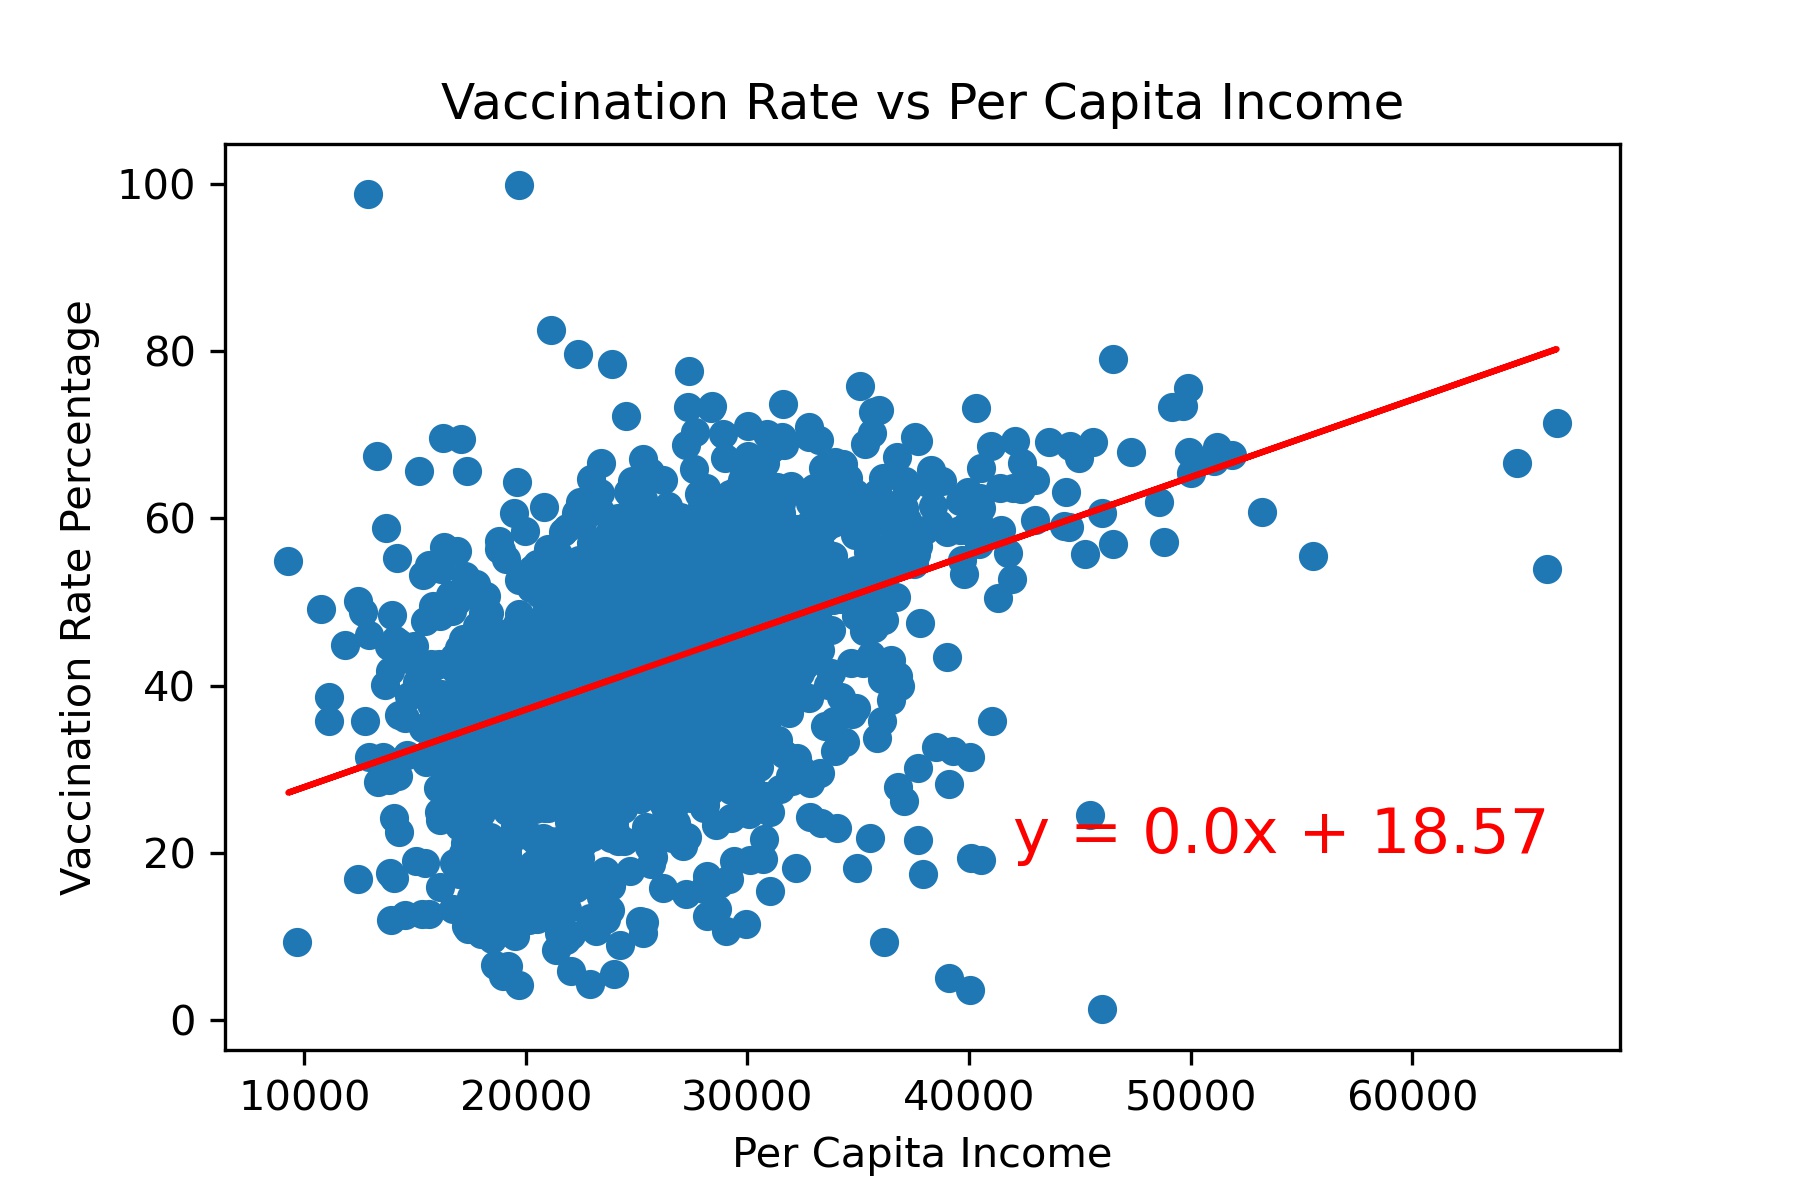 Vaccination Rate vs Per Capita Income
Vaccination Rate Percentage
100
80
60
40
20
0
y = 0.0x + 18.57
10000 20000 30000 40000 50000 60000
Per Capita Income